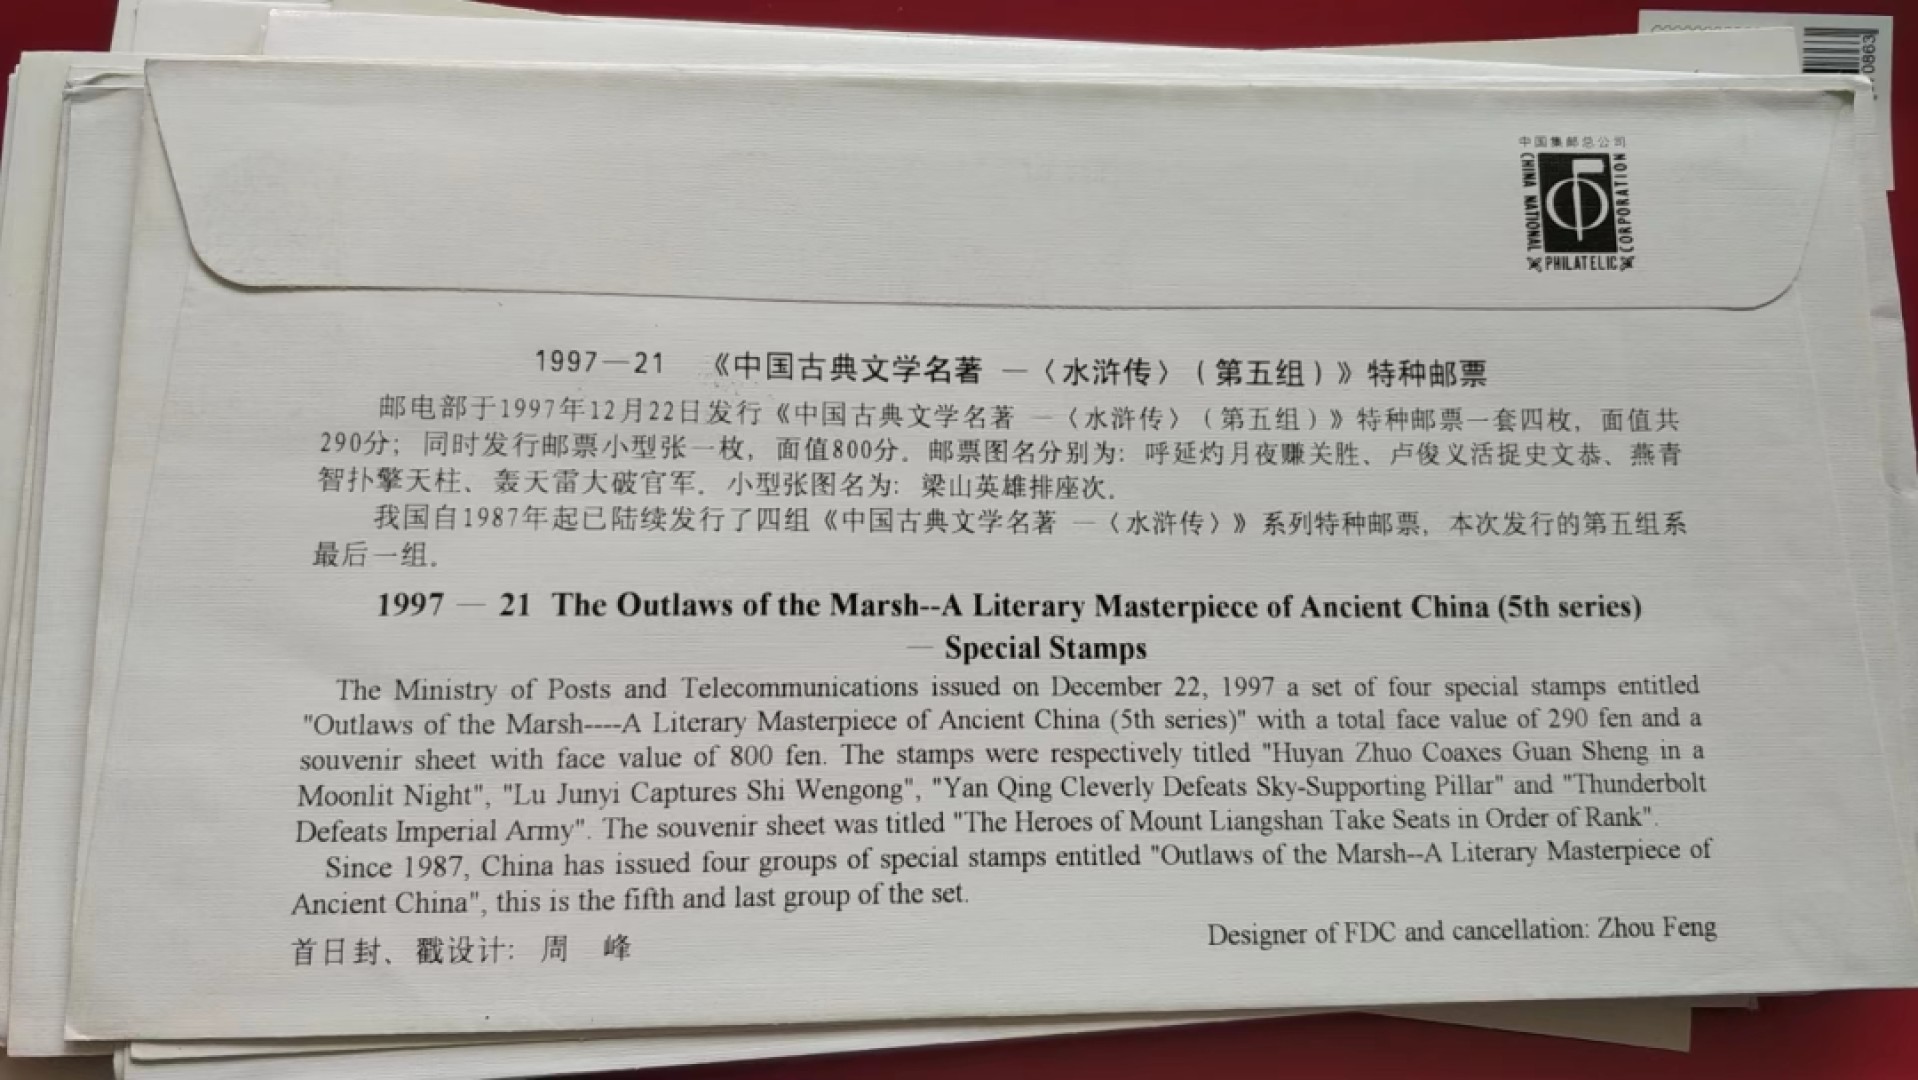 0863
中国集邮总公司
CHINA NATIONAL
PHILATELIC
CORPORATION
1997—21 《中国古典文学名著 —〈水浒传〉(第五组)》特种邮票
邮电部于1997年12月22日发行《中国古典文学名著 —〈水浒传〉(第五组)》特种邮票一套四枚, 面值共
290分; 同时发行邮票小型张一枚, 面值800分. 邮票图名分别为: 呼延灼月夜赚关胜、卢俊义活捉史文恭、燕青
智扑擎天柱、轰天雷大破官军. 小型张图名为: 梁山英雄排座次.
我国自1987年起已陆续发行了四组《中国古典文学名著 —〈水浒传〉》系列特种邮票, 本次发行的第五组系
最后一组.
1997 — 21 The Outlaws of the Marsh--A Literary Masterpiece of Ancient China (5th series)
— Special Stamps
The Ministry of Posts and Telecommunications issued on December 22, 1997 a set of four special stamps entitled
"Outlaws of the Marsh----A Literary Masterpiece of Ancient China (5th series)" with a total face value of 290 fen and a
souvenir sheet with face value of 800 fen. The stamps were respectively titled "Huyan Zhuo Coaxes Guan Sheng in a
Moonlit Night", "Lu Junyi Captures Shi Wengong", "Yan Qing Cleverly Defeats Sky-Supporting Pillar" and "Thunderbolt
Defeats Imperial Army". The souvenir sheet was titled "The Heroes of Mount Liangshan Take Seats in Order of Rank".
Since 1987, China has issued four groups of special stamps entitled "Outlaws of the Marsh--A Literary Masterpiece of
Ancient China", this is the fifth and last group of the set.
首日封、戳设计: 周 峰
Designer of FDC and cancellation: Zhou Feng